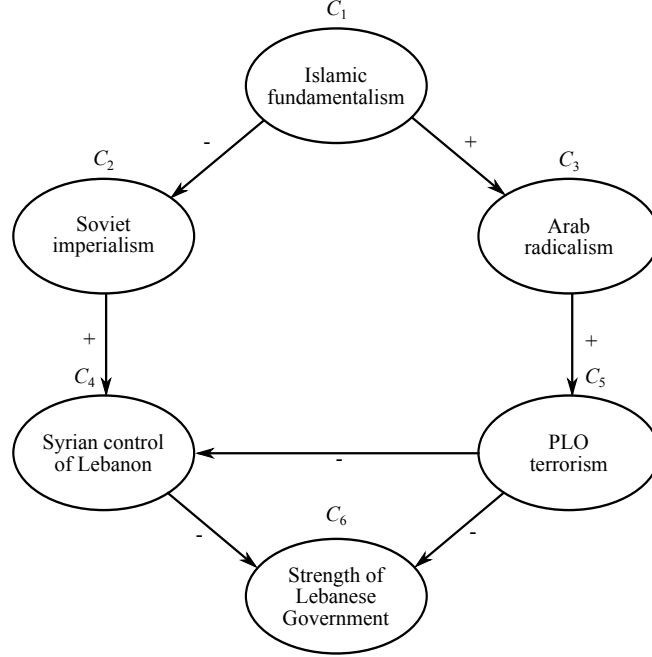 C1
Islamic
fundamentalism
-
+
C2
C3
Soviet
imperialism
Arab
radicalism
+
+
C4
C5
Syrian control
of Lebanon
PLO
terrorism
-
C6
-
-
Strength of
Lebanese
Government